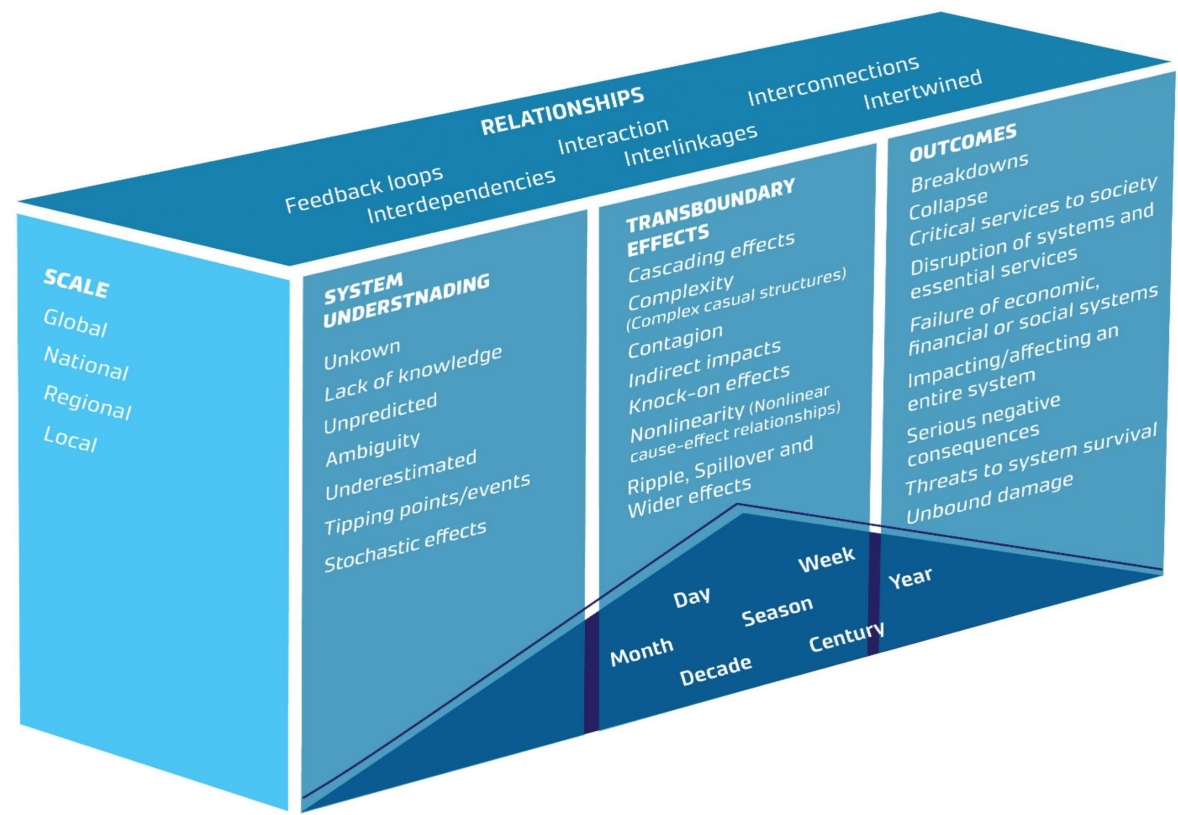 RELATIONSHIPS
Feedback loops
Interdependencies
Interaction
Interlinkages
Interconnections
Intertwined
SCALE
Global
National
Regional
Local
SYSTEM
UNDERSTNADING
Unkown
Lack of knowledge
Unpredicted
Ambiguity
Underestimated
Tipping points/events
Stochastic effects
TRANSBOUNDARY
EFFECTS
Cascading effects
Complexity
(Complex casual structures)
Contagion
Indirect impacts
Knock-on effects
Nonlinearity (Nonlinear
cause-effect relationships)
Ripple, Spillover and
Wider effects
OUTCOMES
Breakdowns
Collapse
Critical services to society
Disruption of systems and
essential services
Failure of economic,
financial or social systems
Impacting/affecting an
entire system
Serious negative
consequences
Threats to system survival
Unbound damage
Day
Week
Year
Month
Season
Decade
Century